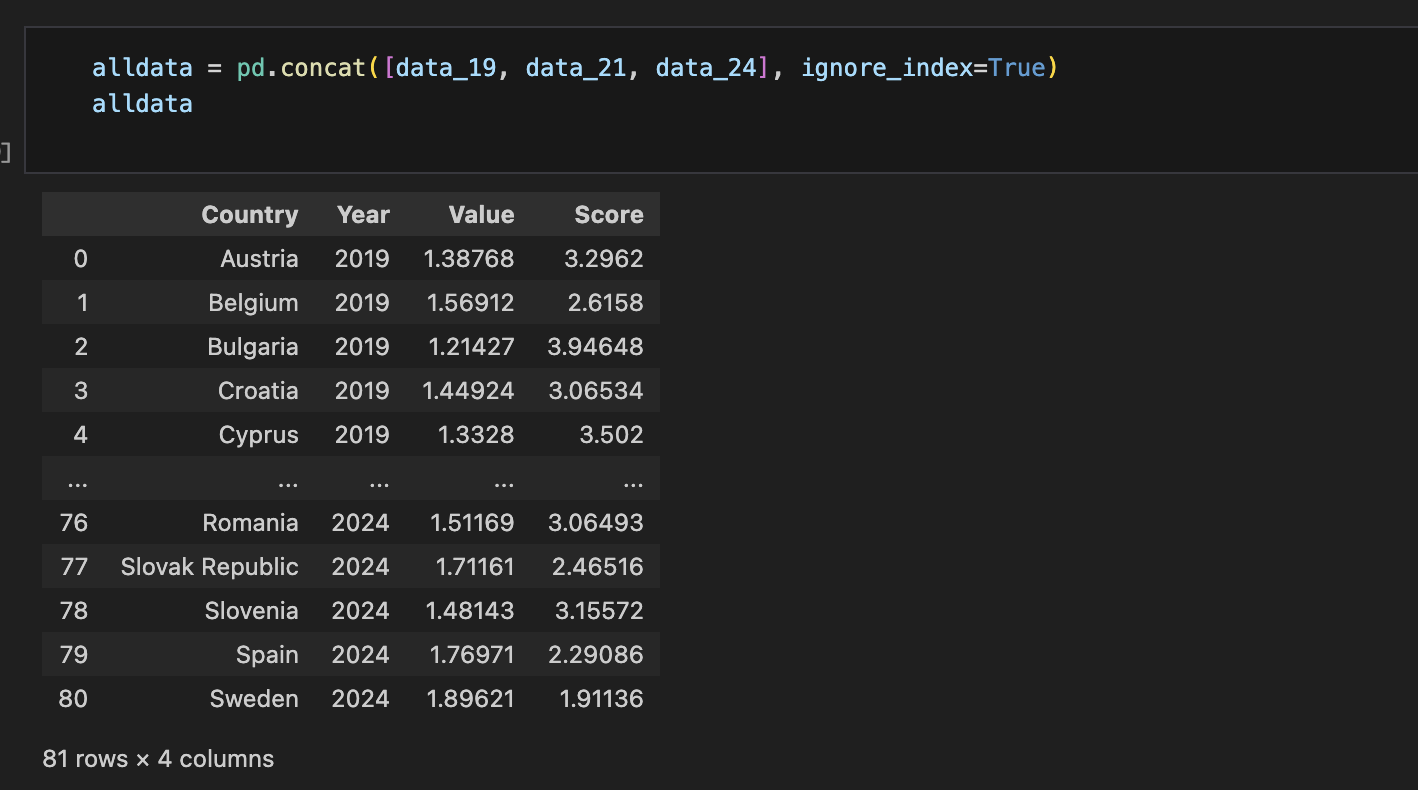 alldata = pd.concat([data_19, data_21, data_24], ignore_index=True)
alldata
]
Country Year Value Score
0 Austria 2019 1.38768 3.2962
1 Belgium 2019 1.56912 2.6158
2 Bulgaria 2019 1.21427 3.94648
3 Croatia 2019 1.44924 3.06534
4 Cyprus 2019 1.3328 3.502
... ... ... ... ...
76 Romania 2024 1.51169 3.06493
77 Slovak Republic 2024 1.71161 2.46516
78 Slovenia 2024 1.48143 3.15572
79 Spain 2024 1.76971 2.29086
80 Sweden 2024 1.89621 1.91136
81 rows × 4 columns